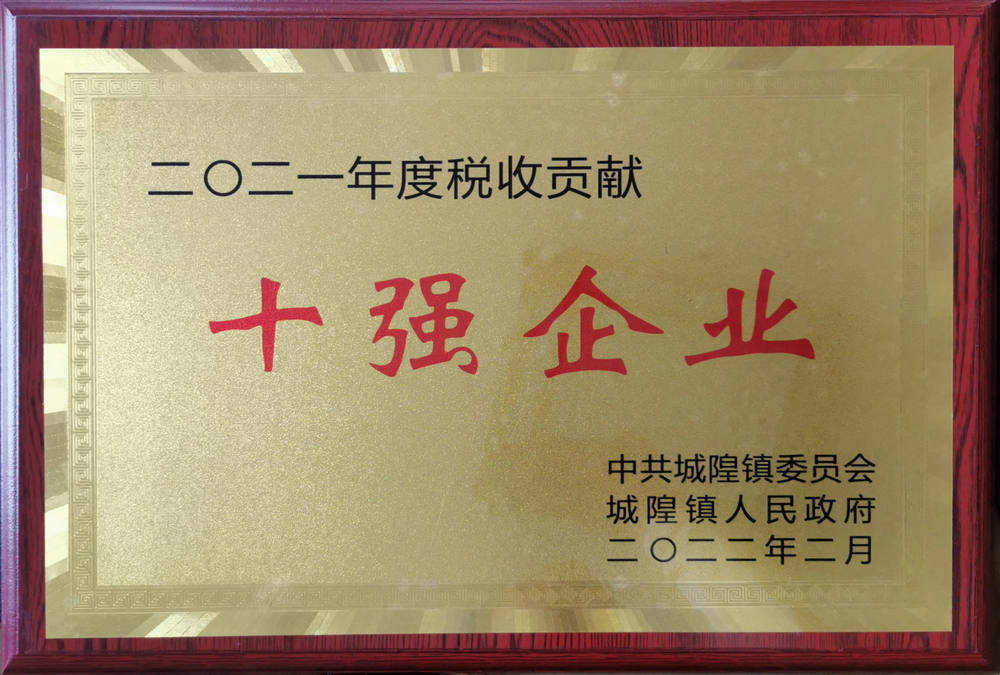 二〇二一年度税收贡献
十强企业
中共城隍镇委员会
城隍镇人民政府
二〇二二年二月